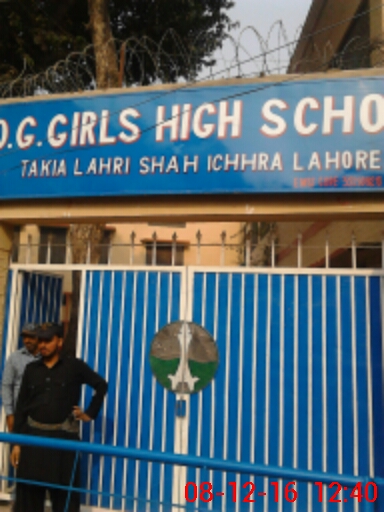 D.G.GIRLS HIGH SCHO
TAKIA LAHRI SHAH ICHHRA LAHORE
08-12-16 12:40